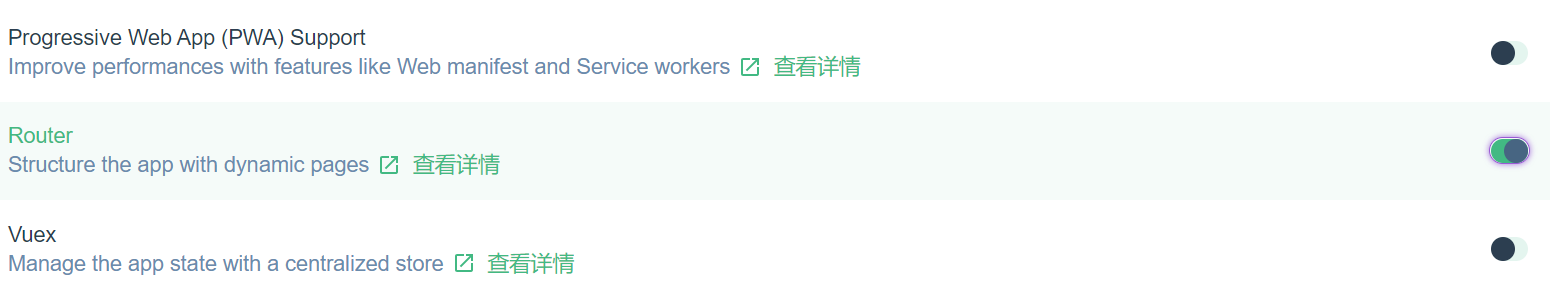 Progressive Web App (PWA) Support
Improve performances with features like Web manifest and Service workers 查看详情
Router
Structure the app with dynamic pages 查看详情
Vuex
Manage the app state with a centralized store 查看详情